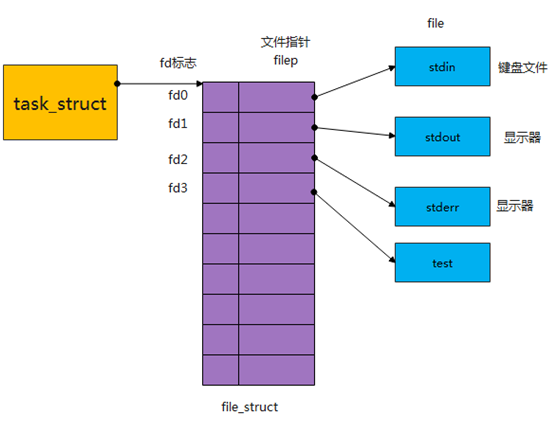 file
文件指针
filep
fd标志
task_struct
fd0
fd1
fd2
fd3
stdin
键盘文件
stdout
显示器
stderr
显示器
test
file_struct